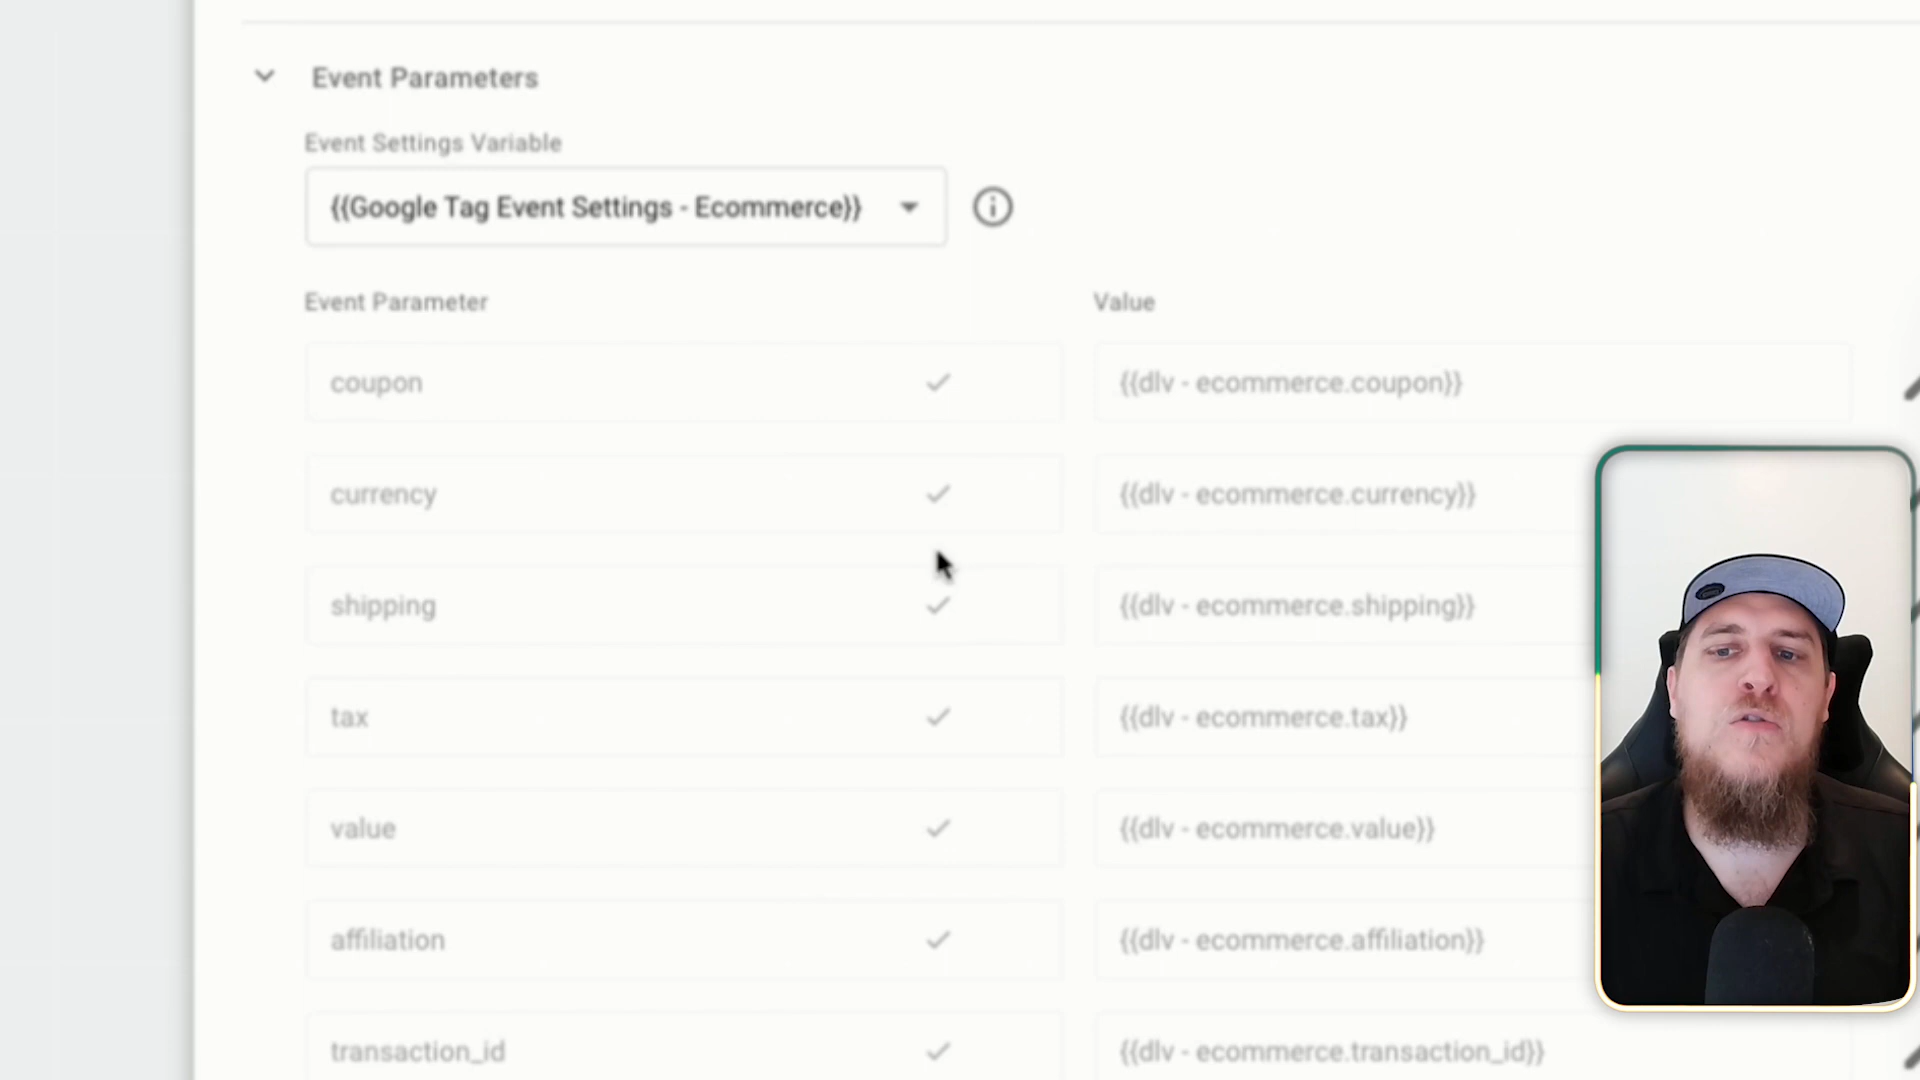 Event Parameters
Event Settings Variable
{{Google Tag Event Settings - Ecommerce}}
Event Parameter Value
coupon {{dlv - ecommerce.coupon}}
currency {{dlv - ecommerce.currency}}
shipping {{dlv - ecommerce.shipping}}
tax {{dlv - ecommerce.tax}}
value {{dlv - ecommerce.value}}
affiliation {{dlv - ecommerce.affiliation}}
transaction_id {{dlv - ecommerce.transaction_id}}